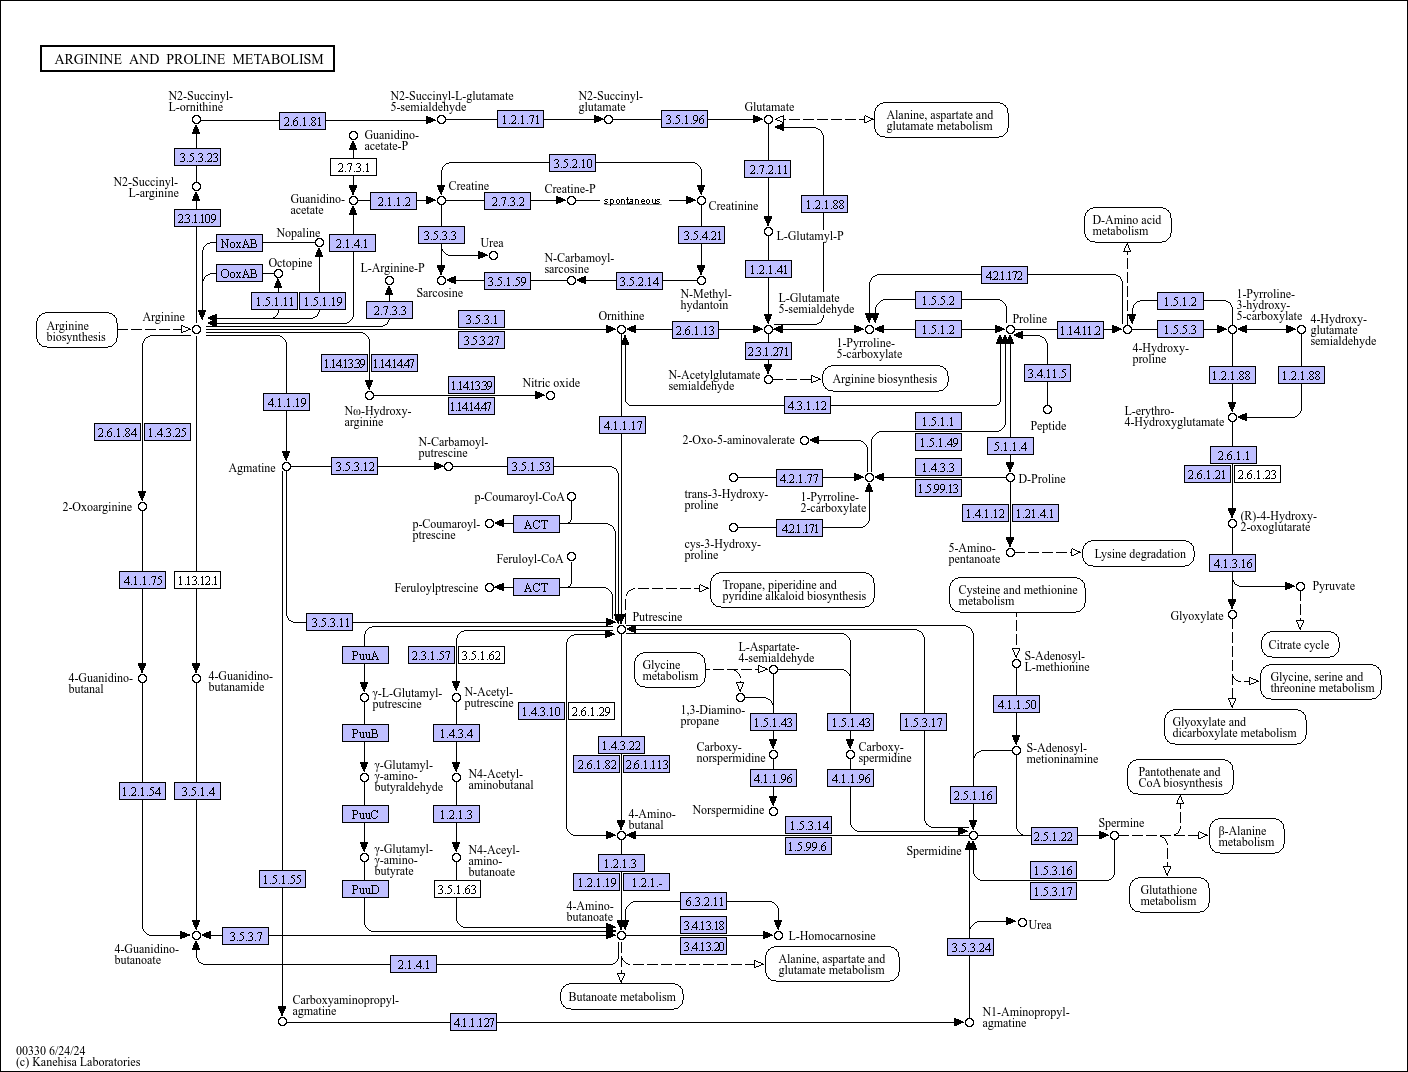 ARGININE AND PROLINE METABOLISM
N2-Succinyl-
L-ornithine
2.6.1.81
N2-Succinyl-L-glutamate
5-semialdehyde
1.2.1.71
N2-Succinyl-
glutamate
3.5.1.96
Glutamate
Alanine, aspartate and
glutamate metabolism
3.5.3.23
Guanidino-
acetate-P
2.7.3.1
3.5.2.10
2.7.2.11
N2-Succinyl-
L-arginine
Guanidino-
acetate
2.1.1.2
Creatine
2.7.3.2
Creatine-P
spontaneous
Creatinine
1.2.1.88
2.3.1.109
Nopaline
NoxAB
2.1.4.1
3.5.3.3
Urea
3.5.4.21
L-Glutamyl-P
D-Amino acid
metabolism
Octopine
OoxAB
L-Arginine-P
Sarcosine
3.5.1.59
N-Carbamoyl-
sarcosine
3.5.2.14
N-Methyl-
hydantoin
1.2.1.41
4.2.1.172
1.5.1.11
1.5.1.19
2.7.3.3
L-Glutamate
5-semialdehyde
1.5.5.2
1.5.1.2
1-Pyrroline-
3-hydroxy-
5-carboxylate
Arginine
biosynthesis
Arginine
3.5.3.1
3.5.3.27
Ornithine
2.6.1.13
1.5.1.2
1-Pyrroline-
5-carboxylate
Proline
1.14.11.2
4-Hydroxy-
proline
1.5.5.3
4-Hydroxy-
glutamate
semialdehyde
1.14.13.39
1.14.14.47
2.3.1.271
N-Acetylglutamate
semialdehyde
Arginine biosynthesis
3.4.11.5
Peptide
1.2.1.88
1.2.1.88
1.14.13.39
1.14.14.47
Nitric oxide
Nω-Hydroxy-
arginine
4.1.1.19
4.3.1.12
L-erythro-
4-Hydroxyglutamate
2.6.1.84
1.4.3.25
4.1.1.17
1.5.1.1
1.5.1.49
2-Oxo-5-aminovalerate
5.1.1.4
Agmatine
3.5.3.12
N-Carbamoyl-
putrescine
3.5.1.53
1.4.3.3
1.5.99.13
D-Proline
2.6.1.1
2.6.1.21
2.6.1.23
trans-3-Hydroxy-
proline
4.2.1.77
1-Pyrroline-
2-carboxylate
2-Oxoarginine
p-Coumaroyl-CoA
p-Coumaroyl-
ptrescine
ACT
cys-3-Hydroxy-
proline
4.2.1.171
1.4.1.12
1.21.4.1
(R)-4-Hydroxy-
2-oxoglutarate
5-Amino-
pentanoate
Lysine degradation
4.1.3.16
Feruloyl-CoA
Feruloylptrescine
ACT
4.1.1.75
1.13.12.1
Tropane, piperidine and
pyridine alkaloid biosynthesis
Cysteine and methionine
metabolism
Pyruvate
Glyoxylate
3.5.3.11
Putrescine
Citrate cycle
PuuA
2.3.1.57
3.5.1.62
Glycine
metabolism
L-Aspartate-
4-semialdehyde
S-Adenosyl-
L-methionine
Glycine, serine and
threonine metabolism
4-Guanidino-
butanal
4-Guanidino-
butanamide
γ-L-Glutamyl-
putrescine
N-Acetyl-
putrescine
1.4.3.10
2.6.1.29
1,3-Diamino-
propane
1.5.1.43
1.5.1.43
1.5.3.17
4.1.1.50
Glyoxylate and
dicarboxylate metabolism
PuuB
1.4.3.4
1.4.3.22
2.6.1.82
2.6.1.113
Carboxy-
norspermidine
Carboxy-
spermidine
S-Adenosyl-
metioninamine
γ-Glutamyl-
γ-amino-
butyraldehyde
N4-Acetyl-
aminobutanal
4.1.1.96
4.1.1.96
Pantothenate and
CoA biosynthesis
1.2.1.54
3.5.1.4
2.5.1.16
PuuC
1.2.1.3
4-Amino-
butanal
Norspermidine
1.5.3.14
1.5.99.6
Spermidine
2.5.1.22
Spermine
β-Alanine
metabolism
γ-Glutamyl-
γ-amino-
butyrate
N4-Aceyl-
amino-
butanoate
1.2.1.3
1.2.1.19
1.2.1.-
1.5.3.16
1.5.3.17
Glutathione
metabolism
1.5.1.55
PuuD
3.5.1.63
4-Amino-
butanoate
6.3.2.11
3.4.13.18
3.4.13.20
L-Homocarnosine
Urea
3.5.3.24
4-Guanidino-
butanoate
3.5.3.7
2.1.4.1
Alanine, aspartate and
glutamate metabolism
Butanoate metabolism
Carboxyaminopropyl-
agmatine
4.1.1.127
N1-Aminopropyl-
agmatine
00330 6/24/24
(c) Kanehisa Laboratories